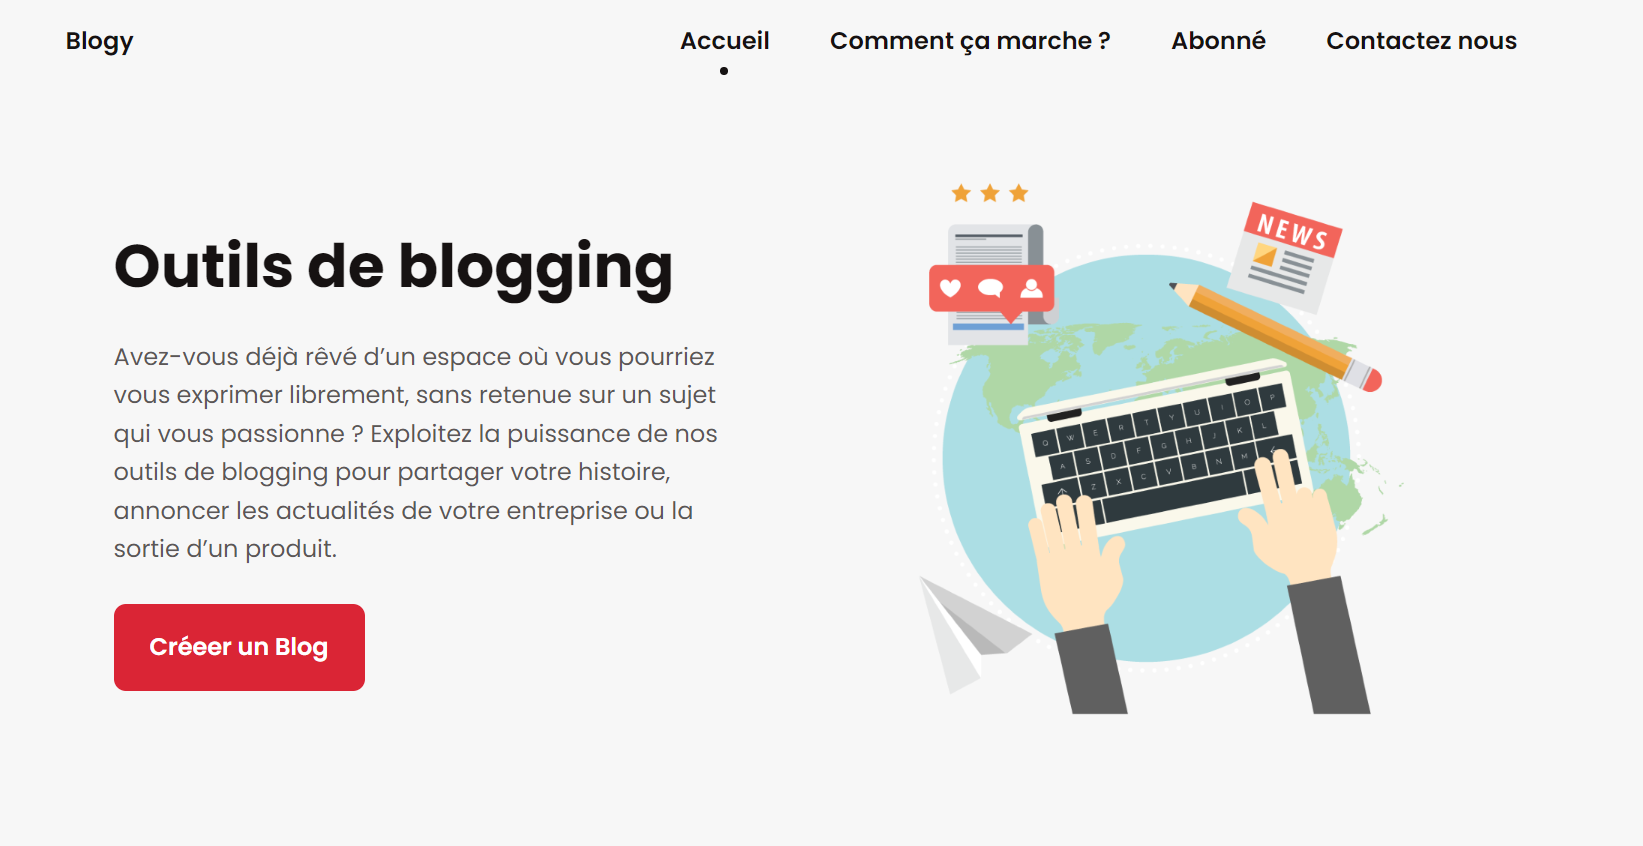 Blogy
Accueil
Comment ça marche ?
Abonné
Contactez nous
Outils de blogging
Avez-vous déjà rêvé d’un espace où vous pourriez
vous exprimer librement, sans retenue sur un sujet
qui vous passionne ? Exploitez la puissance de nos
outils de blogging pour partager votre histoire,
annoncer les actualités de votre entreprise ou la
sortie d’un produit.
Créeer un Blog
NEWS
Q W E R T Y U I O P
A S D F G H J K L
Z X C V B N M